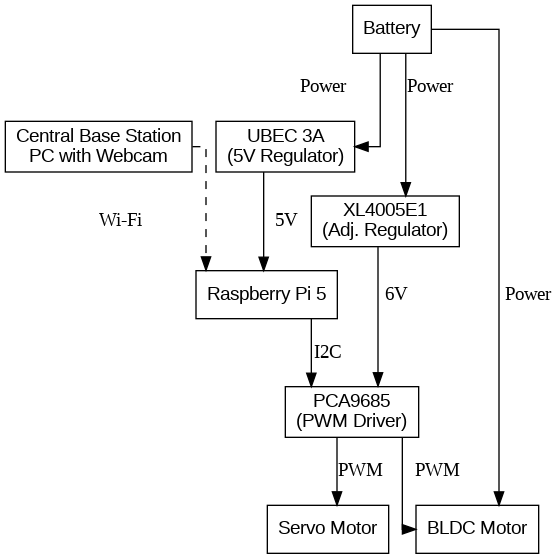 Battery
Power
Power
Central Base Station
PC with Webcam
UBEC 3A
(5V Regulator)
XL4005E1
(Adj. Regulator)
Wi-Fi
5V
Raspberry Pi 5
6V
Power
I2C
PCA9685
(PWM Driver)
PWM
PWM
Servo Motor
BLDC Motor